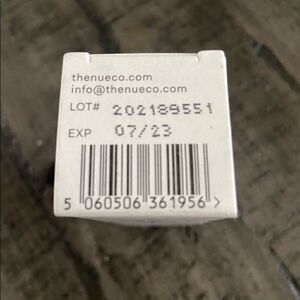 thenueco.com
info@thenueco.com
LOT# 202189551
EXP 07/23
5 060506 361956 >